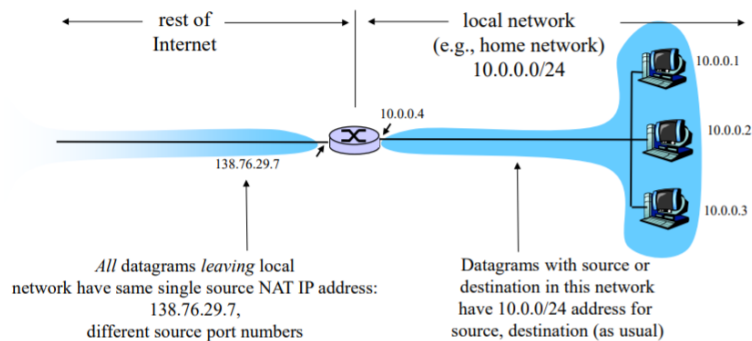 rest of
Internet
local network
(e.g., home network)
10.0.0.0/24
10.0.0.1
10.0.0.4
10.0.0.2
138.76.29.7
10.0.0.3
All datagrams leaving local
network have same single source NAT IP address:
138.76.29.7,
different source port numbers
Datagrams with source or
destination in this network
have 10.0.0/24 address for
source, destination (as usual)